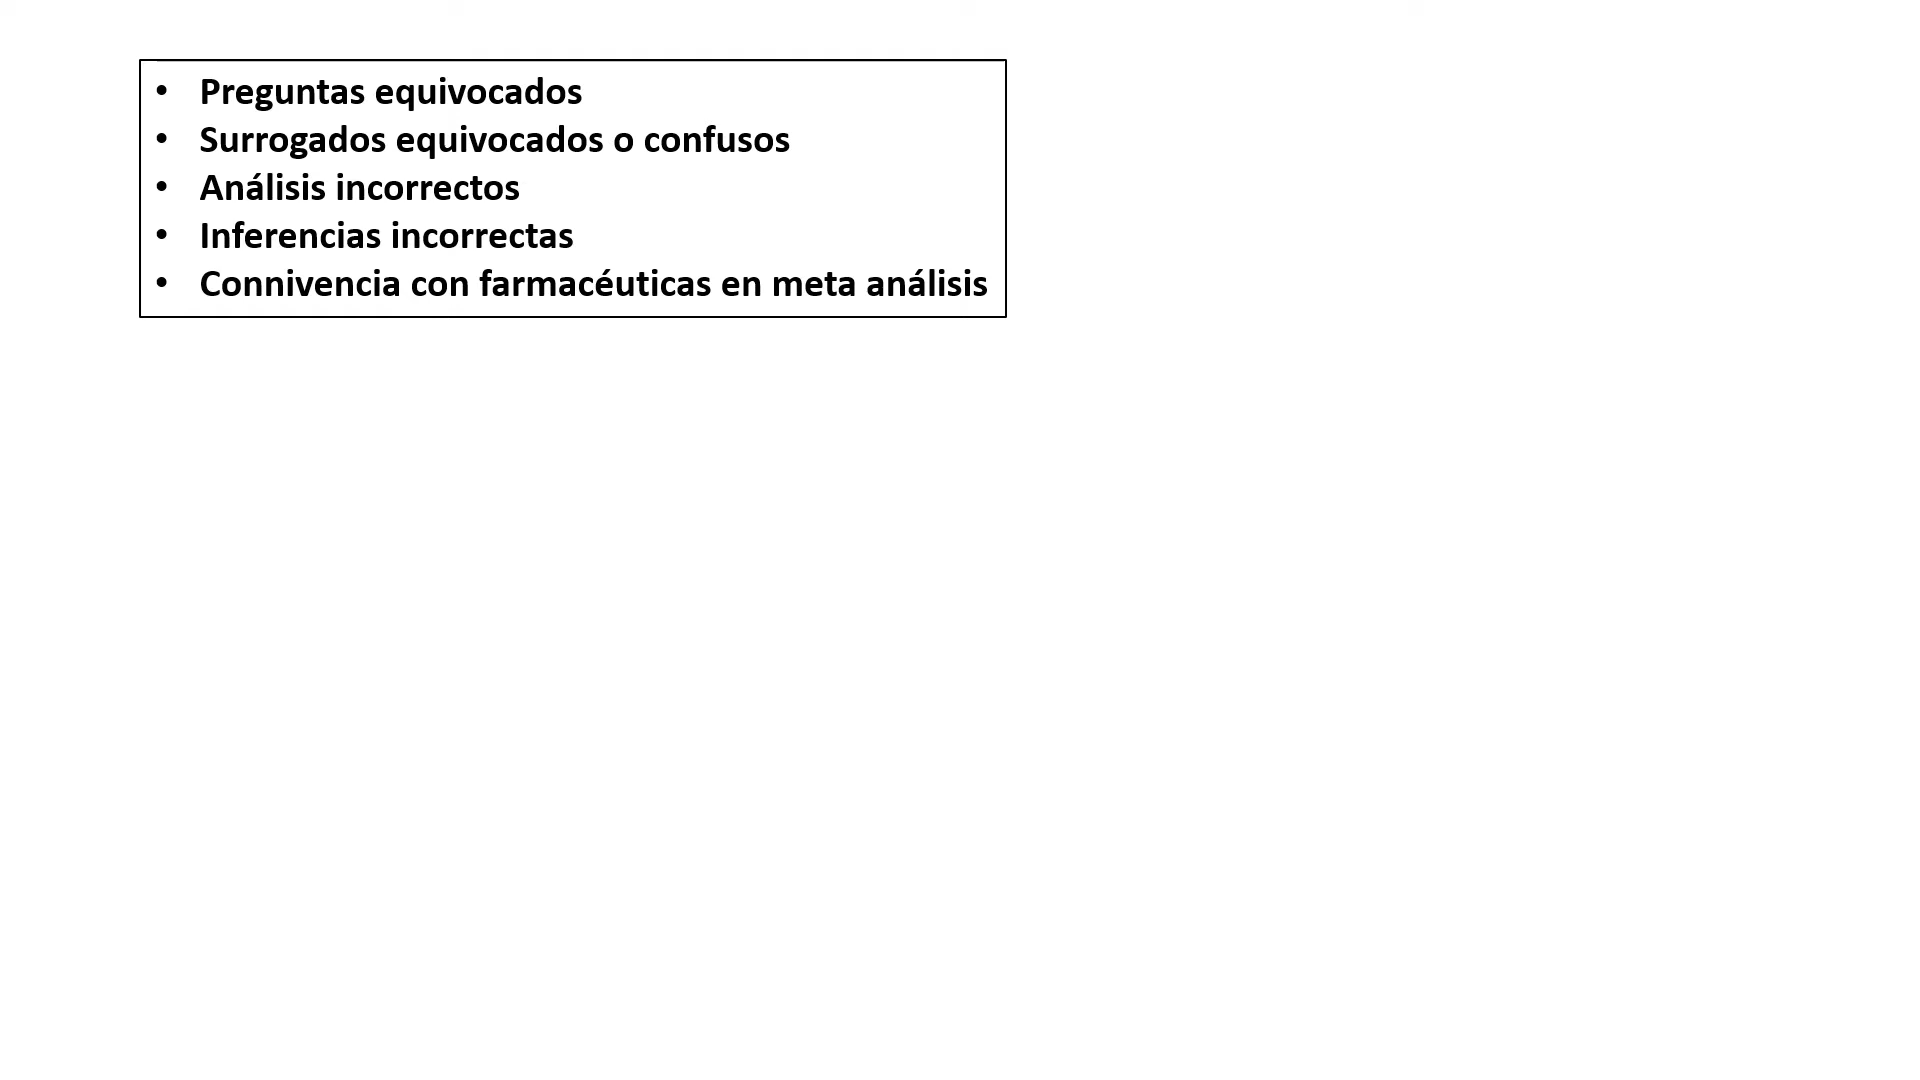 • Preguntas equivocados
• Surrogados equivocados o confusos
• Análisis incorrectos
• Inferencias incorrectas
• Connivencia con farmacéuticas en meta análisis